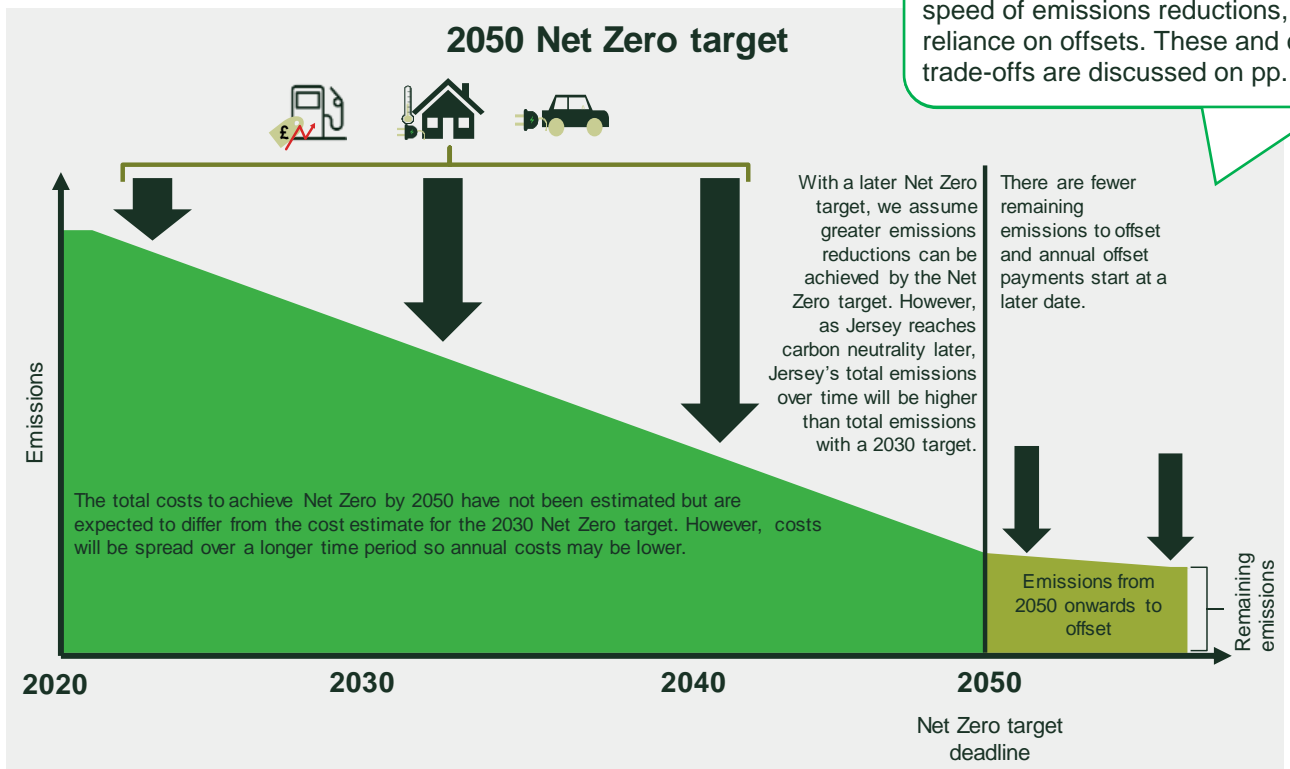 speed of emissions reductions,
reliance on offsets. These and
trade-offs are discussed on pp.
2050 Net Zero target
£
With a later Net Zero
target, we assume
greater emissions
reductions can be
achieved by the Net
Zero target. However,
as Jersey reaches
carbon neutrality later,
Jersey's total emissions
over time will be higher
than total emissions
with a 2030 target.
There are fewer
remaining
emissions to offset
and annual offset
payments start at a
later date.
Emissions
The total costs to achieve Net Zero by 2050 have not been estimated but are
expected to differ from the cost estimate for the 2030 Net Zero target. However, costs
will be spread over a longer time period so annual costs may be lower.
Emissions from
2050 onwards to
offset
Remaining
emissions
2020
2030
2040
2050
Net Zero target
deadline